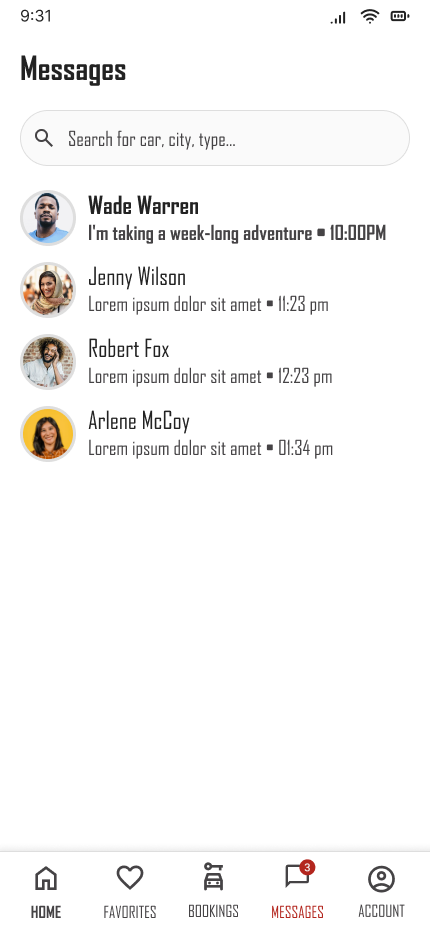 9:31
Messages
Search for car, city, type...
Wade Warren
I'm taking a week-long adventure ▪ 10:00PM
Jenny Wilson
Lorem ipsum dolor sit amet ▪ 11:23 pm
Robert Fox
Lorem ipsum dolor sit amet ▪ 12:23 pm
Arlene McCoy
Lorem ipsum dolor sit amet ▪ 01:34 pm
3
HOME FAVORITES BOOKINGS MESSAGES ACCOUNT